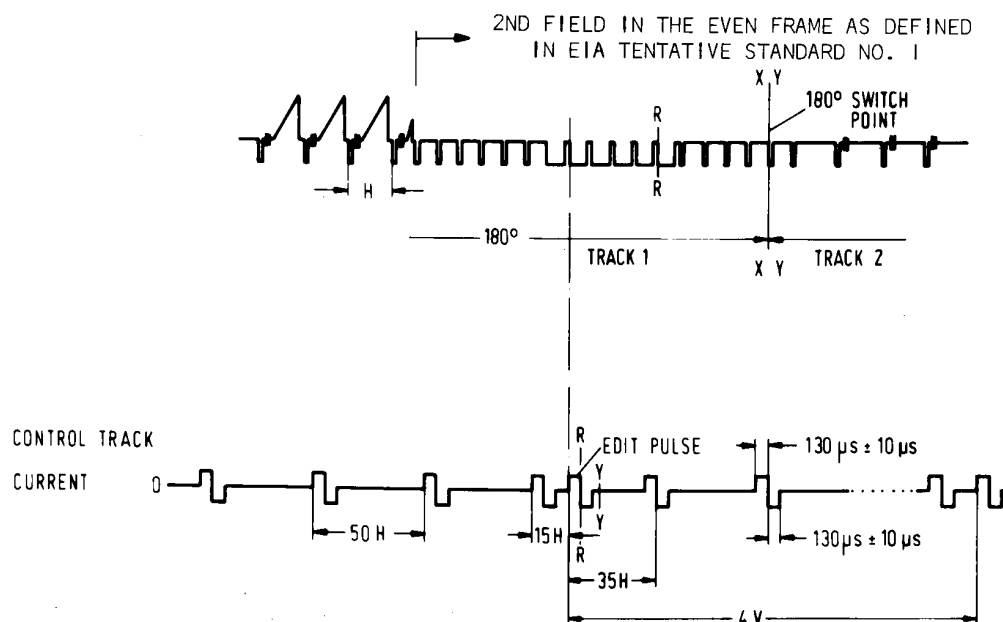 2ND FIELD IN THE EVEN FRAME AS DEFINED
IN EIA TENTATIVE STANDARD NO. 1
X Y
180° SWITCH
POINT
R
R
H
180°
TRACK 1
TRACK 2
X Y
CONTROL TRACK
CURRENT
0
R
EDIT PULSE
Y
Y
R
130 µs ± 10 µs
50 H
15H
130µs ± 10 µs
35H
4 V